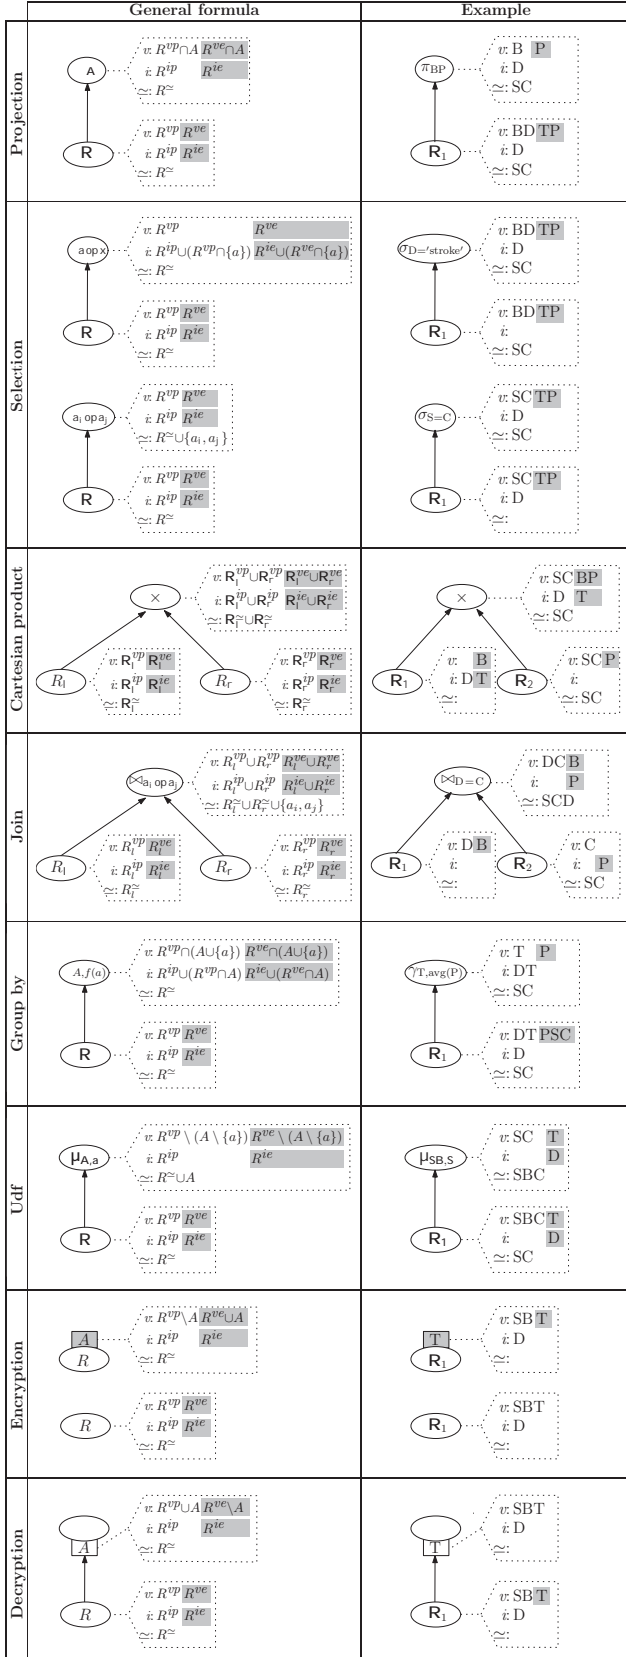 General formula Example
Projection
A
v: R^vp∩A R^ve∩A
i: R^ip R^ie
≃: R^≃
R
v: R^vp R^ve
i: R^ip R^ie
≃: R^≃
π_BP
v: B P
i: D
≃: SC
R_1
v: BD TP
i: D
≃: SC
Selection
a op x
v: R^vp R^ve
i: R^ip∪(R^vp∩{a}) R^ie∪(R^ve∩{a})
≃: R^≃
R
v: R^vp R^ve
i: R^ip R^ie
≃: R^≃
σ_D='stroke'
v: BD TP
i: D
≃: SC
R_1
v: BD TP
i:
≃: SC
a_i op a_j
v: R^vp R^ve
i: R^ip R^ie
≃: R^≃∪{a_i, a_j}
R
v: R^vp R^ve
i: R^ip R^ie
≃: R^≃
σ_S=C
v: SC TP
i: D
≃: SC
R_1
v: SC TP
i: D
≃:
Cartesian product
×
v: R_l^vp∪R_r^vp R_l^ve∪R_r^ve
i: R_l^ip∪R_r^ip R_l^ie∪R_r^ie
≃: R_l^≃∪R_r^≃
R_l
v: R_l^vp R_l^ve
i: R_l^ip R_l^ie
≃: R_l^≃
R_r
v: R_r^vp R_r^ve
i: R_r^ip R_r^ie
≃: R_r^≃
×
v: SC BP
i: D T
≃: SC
R_1
v: B
i: D T
≃:
R_2
v: SC P
i:
≃: SC
Join
⋈_a_i op a_j
v: R_l^vp∪R_r^vp R_l^ve∪R_r^ve
i: R_l^ip∪R_r^ip R_l^ie∪R_r^ie
≃: R_l^≃∪R_r^≃∪{a_i, a_j}
R_l
v: R_l^vp R_l^ve
i: R_l^ip R_l^ie
≃: R_l^≃
R_r
v: R_r^vp R_r^ve
i: R_r^ip R_r^ie
≃: R_r^≃
⋈_D=C
v: DC B
i: P
≃: SCD
R_1
v: D B
i:
≃:
R_2
v: C
i: P
≃: SC
Group by
A,f(a)
v: R^vp∩(A∪{a}) R^ve∩(A∪{a})
i: R^ip∪(R^vp∩A) R^ie∪(R^ve∩A)
≃: R^≃
R
v: R^vp R^ve
i: R^ip R^ie
≃: R^≃
γ_T,avg(P)
v: T P
i: DT
≃: SC
R_1
v: DT PSC
i: D
≃: SC
Udf
μ_A,a
v: R^vp \ (A \ {a}) R^ve \ (A \ {a})
i: R^ip R^ie
≃: R^≃∪A
R
v: R^vp R^ve
i: R^ip R^ie
≃: R^≃
μ_SB,S
v: SC T
i: D
≃: SBC
R_1
v: SBC T
i: D
≃: SC
Encryption
A
R
v: R^vp\A R^ve∪A
i: R^ip R^ie
≃: R^≃
R
v: R^vp R^ve
i: R^ip R^ie
≃: R^≃
T
R_1
v: SB T
i: D
≃:
R_1
v: SBT
i: D
≃:
Decryption
A
v: R^vp∪A R^ve\A
i: R^ip R^ie
≃: R^≃
R
v: R^vp R^ve
i: R^ip R^ie
≃: R^≃
T
v: SBT
i: D
≃:
R_1
v: SB T
i: D
≃: